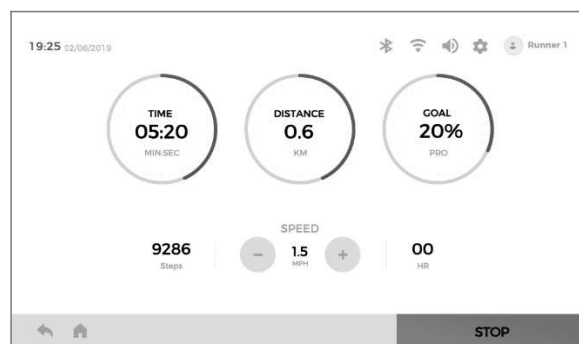 19:25 02/08/2019
Runner 1
TIME
05:20
MIN:SEC
DISTANCE
0.6
KM
GOAL
20%
PRO
SPEED
9286
Steps
−
1.5
MPH
+
00
HR
STOP